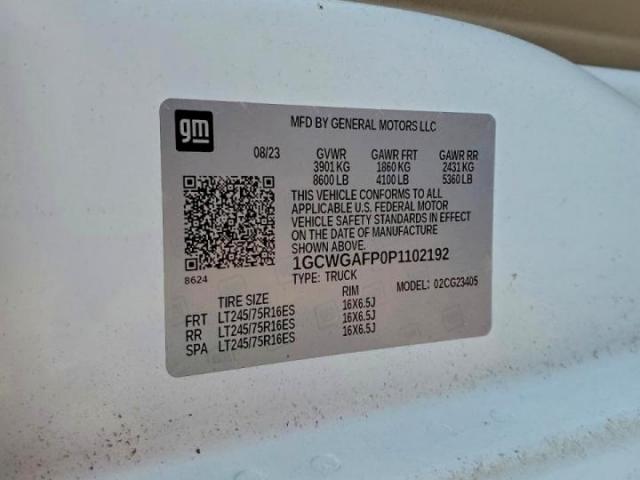 gm
MFD BY GENERAL MOTORS LLC
08/23 GVWR GAWR FRT GAWR RR
3901 KG 1860 KG 2431 KG
8600 LB 4100 LB 5360 LB
THIS VEHICLE CONFORMS TO ALL
APPLICABLE U.S. FEDERAL MOTOR
VEHICLE SAFETY STANDARDS IN EFFECT
ON THE DATE OF MANUFACTURE
SHOWN ABOVE.
1GCWGAFP0P1102192
8624
TYPE: TRUCK MODEL: 02CG23405
TIRE SIZE RIM
FRT LT245/75R16ES 16X6.5J
RR LT245/75R16ES 16X6.5J
SPA LT245/75R16ES 16X6.5J